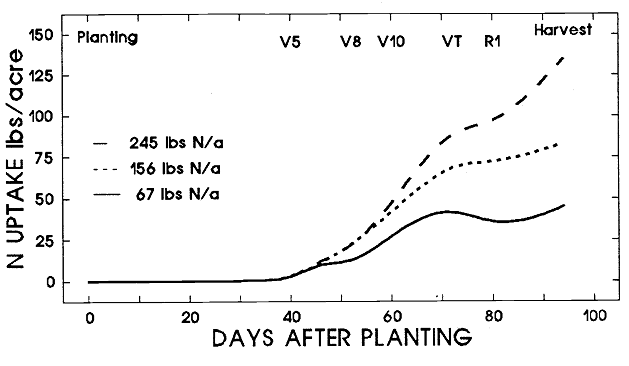 N UPTAKE lbs/acre
150
125
100
75
50
25
0
Planting
V5
V8
V10
VT
R1
Harvest
245 lbs N/a
156 lbs N/a
67 lbs N/a
0
20
40
60
80
100
DAYS AFTER PLANTING